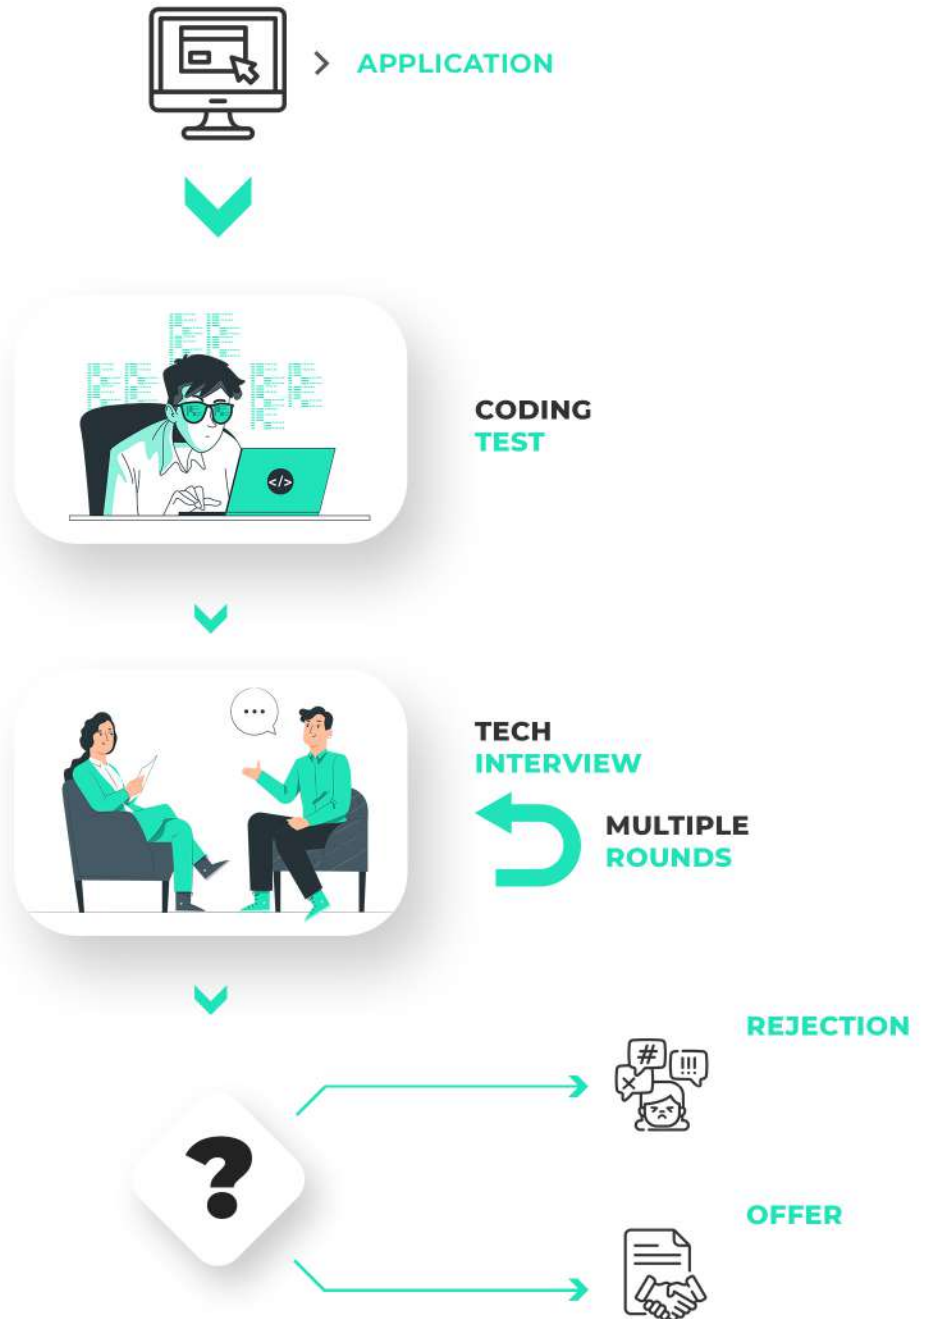 APPLICATION
CODING
TEST
</>
...
TECH
INTERVIEW
MULTIPLE
ROUNDS
REJECTION
#
!!!
X
?
OFFER